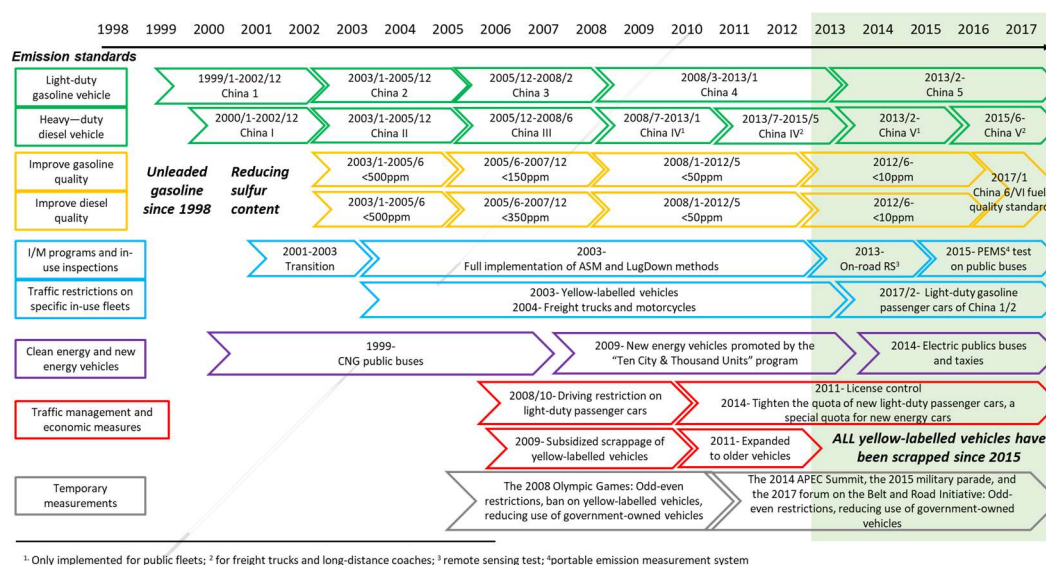 1998 1999 2000 2001 2002 2003 2004 2005 2006 2007 2008 2009 2010 2011 2012 2013 2014 2015 2016 2017
Emission standards
Light-duty
gasoline vehicle
1999/1-2002/12
China 1
2003/1-2005/12
China 2
2005/12-2008/2
China 3
2008/3-2013/1
China 4
2013/2-
China 5
Heavy—duty
diesel vehicle
2000/1-2002/12
China I
2003/1-2005/12
China II
2005/12-2008/6
China III
2008/7-2013/1
China IV1
2013/7-2015/5
China IV2
2013/2-
China V1
2015/6-
China V2
Improve gasoline
quality
Unleaded
gasoline
since 1998
Reducing
sulfur
content
2003/1-2005/6
<500ppm
2005/6-2007/12
<150ppm
2008/1-2012/5
<50ppm
2012/6-
<10ppm
2017/1
China 6/VI fuel
quality standard
Improve diesel
quality
2003/1-2005/6
<500ppm
2005/6-2007/12
<350ppm
2008/1-2012/5
<50ppm
2012/6-
<10ppm
I/M programs and in-
use inspections
2001-2003
Transition
2003-
Full implementation of ASM and LugDown methods
2013-
On-road RS3
2015- PEMS4 test
on public buses
Traffic restrictions on
specific in-use fleets
2003- Yellow-labelled vehicles
2004- Freight trucks and motorcycles
2017/2- Light-duty gasoline
passenger cars of China 1/2
Clean energy and new
energy vehicles
1999-
CNG public buses
2009- New energy vehicles promoted by the
"Ten City & Thousand Units" program
2014- Electric publics buses
and taxies
Traffic management and
economic measures
2008/10- Driving restriction on
light-duty passenger cars
2011- License control
2014- Tighten the quota of new light-duty passenger cars, a
special quota for new energy cars
2009- Subsidized scrappage of
yellow-labelled vehicles
2011- Expanded
to older vehicles
ALL yellow-labelled vehicles have
been scrapped since 2015
Temporary
measurements
The 2008 Olympic Games: Odd-even
restrictions, ban on yellow-labelled vehicles,
reducing use of government-owned vehicles
The 2014 APEC Summit, the 2015 military parade, and
the 2017 forum on the Belt and Road Initiative: Odd-
even restrictions, reducing use of government-owned
vehicles
1. Only implemented for public fleets; 2 for freight trucks and long-distance coaches; 3 remote sensing test; 4portable emission measurement system